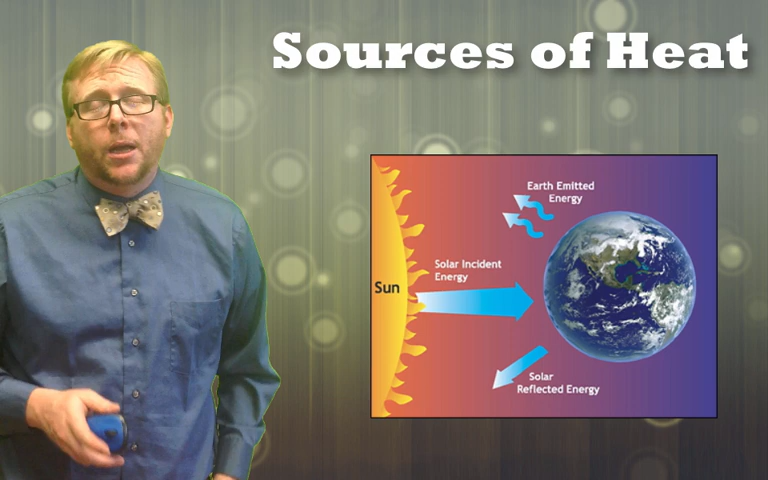 Sources of Heat
Earth Emitted
Energy
Solar Incident
Energy
Sun
Solar
Reflected Energy